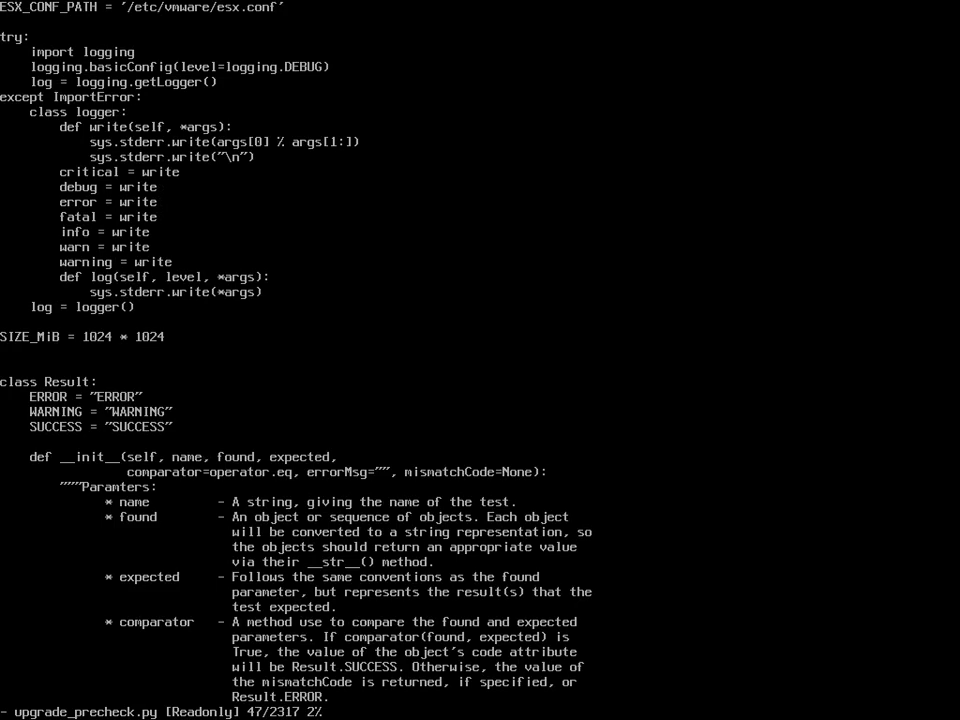 ESX_CONF_PATH = '/etc/vmware/esx.conf'
try:
    import logging
    logging.basicConfig(level=logging.DEBUG)
    log = logging.getLogger()
except ImportError:
    class logger:
        def write(self, *args):
            sys.stderr.write(args[0] % args[1:])
            sys.stderr.write("\n")
        critical = write
        debug = write
        error = write
        fatal = write
        info = write
        warn = write
        warning = write
        def log(self, level, *args):
            sys.stderr.write(*args)
    log = logger()
SIZE_MiB = 1024 * 1024
class Result:
    ERROR = "ERROR"
    WARNING = "WARNING"
    SUCCESS = "SUCCESS"
    def __init__(self, name, found, expected,
                 comparator=operator.eq, errorMsg="", mismatchCode=None):
        """Paramters:
              * name         - A string, giving the name of the test.
              * found        - An object or sequence of objects. Each object
                               will be converted to a string representation, so
                               the objects should return an appropriate value
                               via their __str__() method.
              * expected     - Follows the same conventions as the found
                               parameter, but represents the result(s) that the
                               test expected.
              * comparator   - A method use to compare the found and expected
                               parameters. If comparator(found, expected) is
                               True, the value of the object's code attribute
                               will be Result.SUCCESS. Otherwise, the value of
                               the mismatchCode is returned, if specified, or
                               Result.ERROR.
- upgrade_precheck.py [Readonly] 47/2317 2%